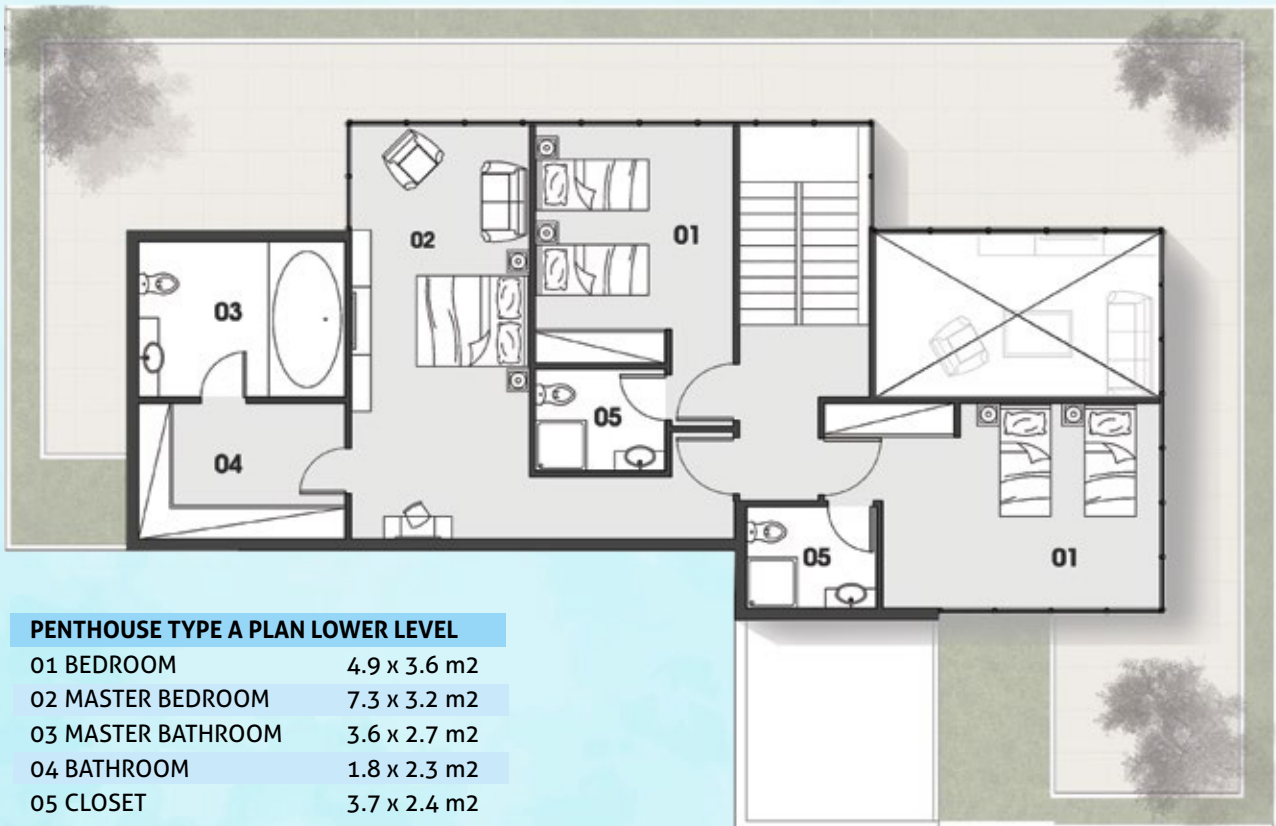 02
01
03
05
04
05
01
PENTHOUSE TYPE A PLAN LOWER LEVEL
01 BEDROOM 4.9 x 3.6 m2
02 MASTER BEDROOM 7.3 x 3.2 m2
03 MASTER BATHROOM 3.6 x 2.7 m2
04 BATHROOM 1.8 x 2.3 m2
05 CLOSET 3.7 x 2.4 m2